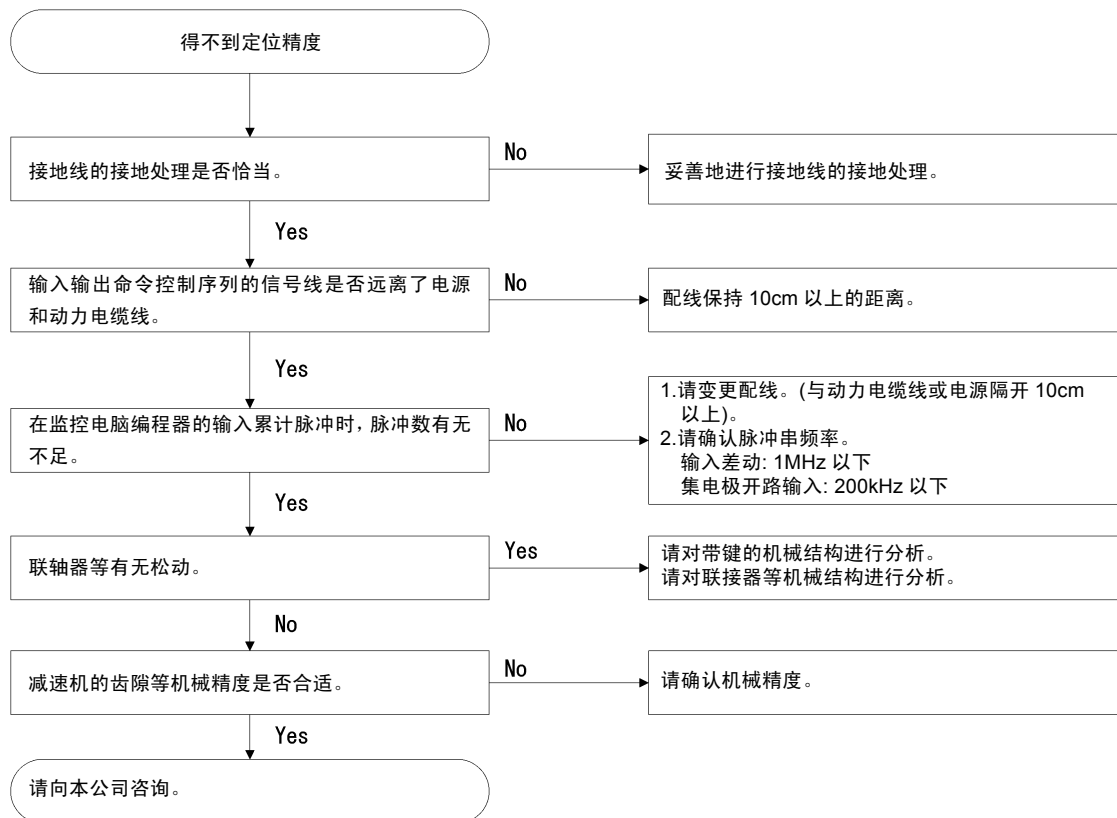 得不到定位精度
接地线的接地处理是否恰当。
No
妥善地进行接地线的接地处理。
Yes
输入输出命令控制序列的信号线是否远离了电源
和动力电缆线。
No
配线保持 10cm 以上的距离。
Yes
在监控电脑编程器的输入累计脉冲时，脉冲数有无
不足。
No
1.请变更配线。(与动力电缆线或电源隔开 10cm
以上)。
2.请确认脉冲串频率。
输入差动: 1MHz 以下
集电极开路输入: 200kHz 以下
Yes
联轴器等有无松动。
Yes
请对带键的机械结构进行分析。
请对联接器等机械结构进行分析。
No
减速机的齿隙等机械精度是否合适。
No
请确认机械精度。
Yes
请向本公司咨询。